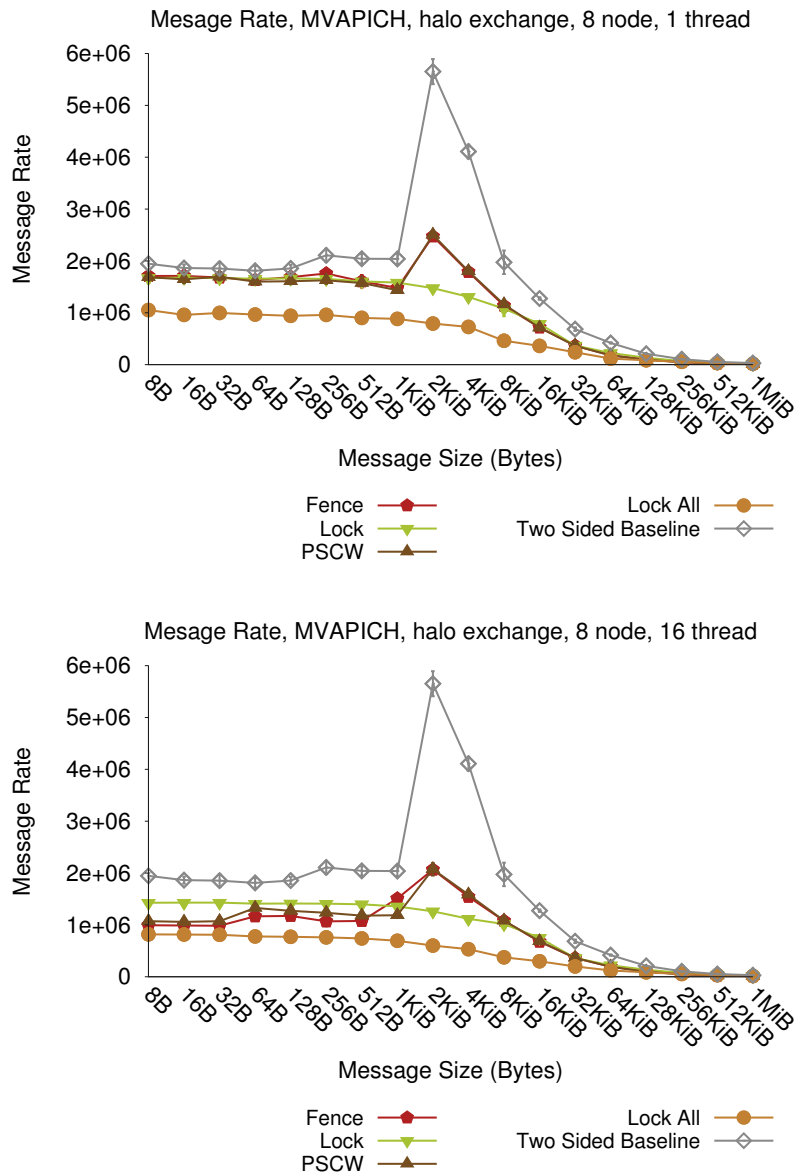 Mesage Rate, MVAPICH, halo exchange, 8 node, 1 thread
6e+06
5e+06
4e+06
3e+06
2e+06
1e+06
0
Message Rate
8B 16B 32B 64B 128B 256B 512B 1KiB 2KiB 4KiB 8KiB 16KiB 32KiB 64KiB 128KiB 256KiB 512KiB 1MiB
Message Size (Bytes)
Fence Lock All
Lock Two Sided Baseline
PSCW
Mesage Rate, MVAPICH, halo exchange, 8 node, 16 thread
6e+06
5e+06
4e+06
3e+06
2e+06
1e+06
0
Message Rate
8B 16B 32B 64B 128B 256B 512B 1KiB 2KiB 4KiB 8KiB 16KiB 32KiB 64KiB 128KiB 256KiB 512KiB 1MiB
Message Size (Bytes)
Fence Lock All
Lock Two Sided Baseline
PSCW